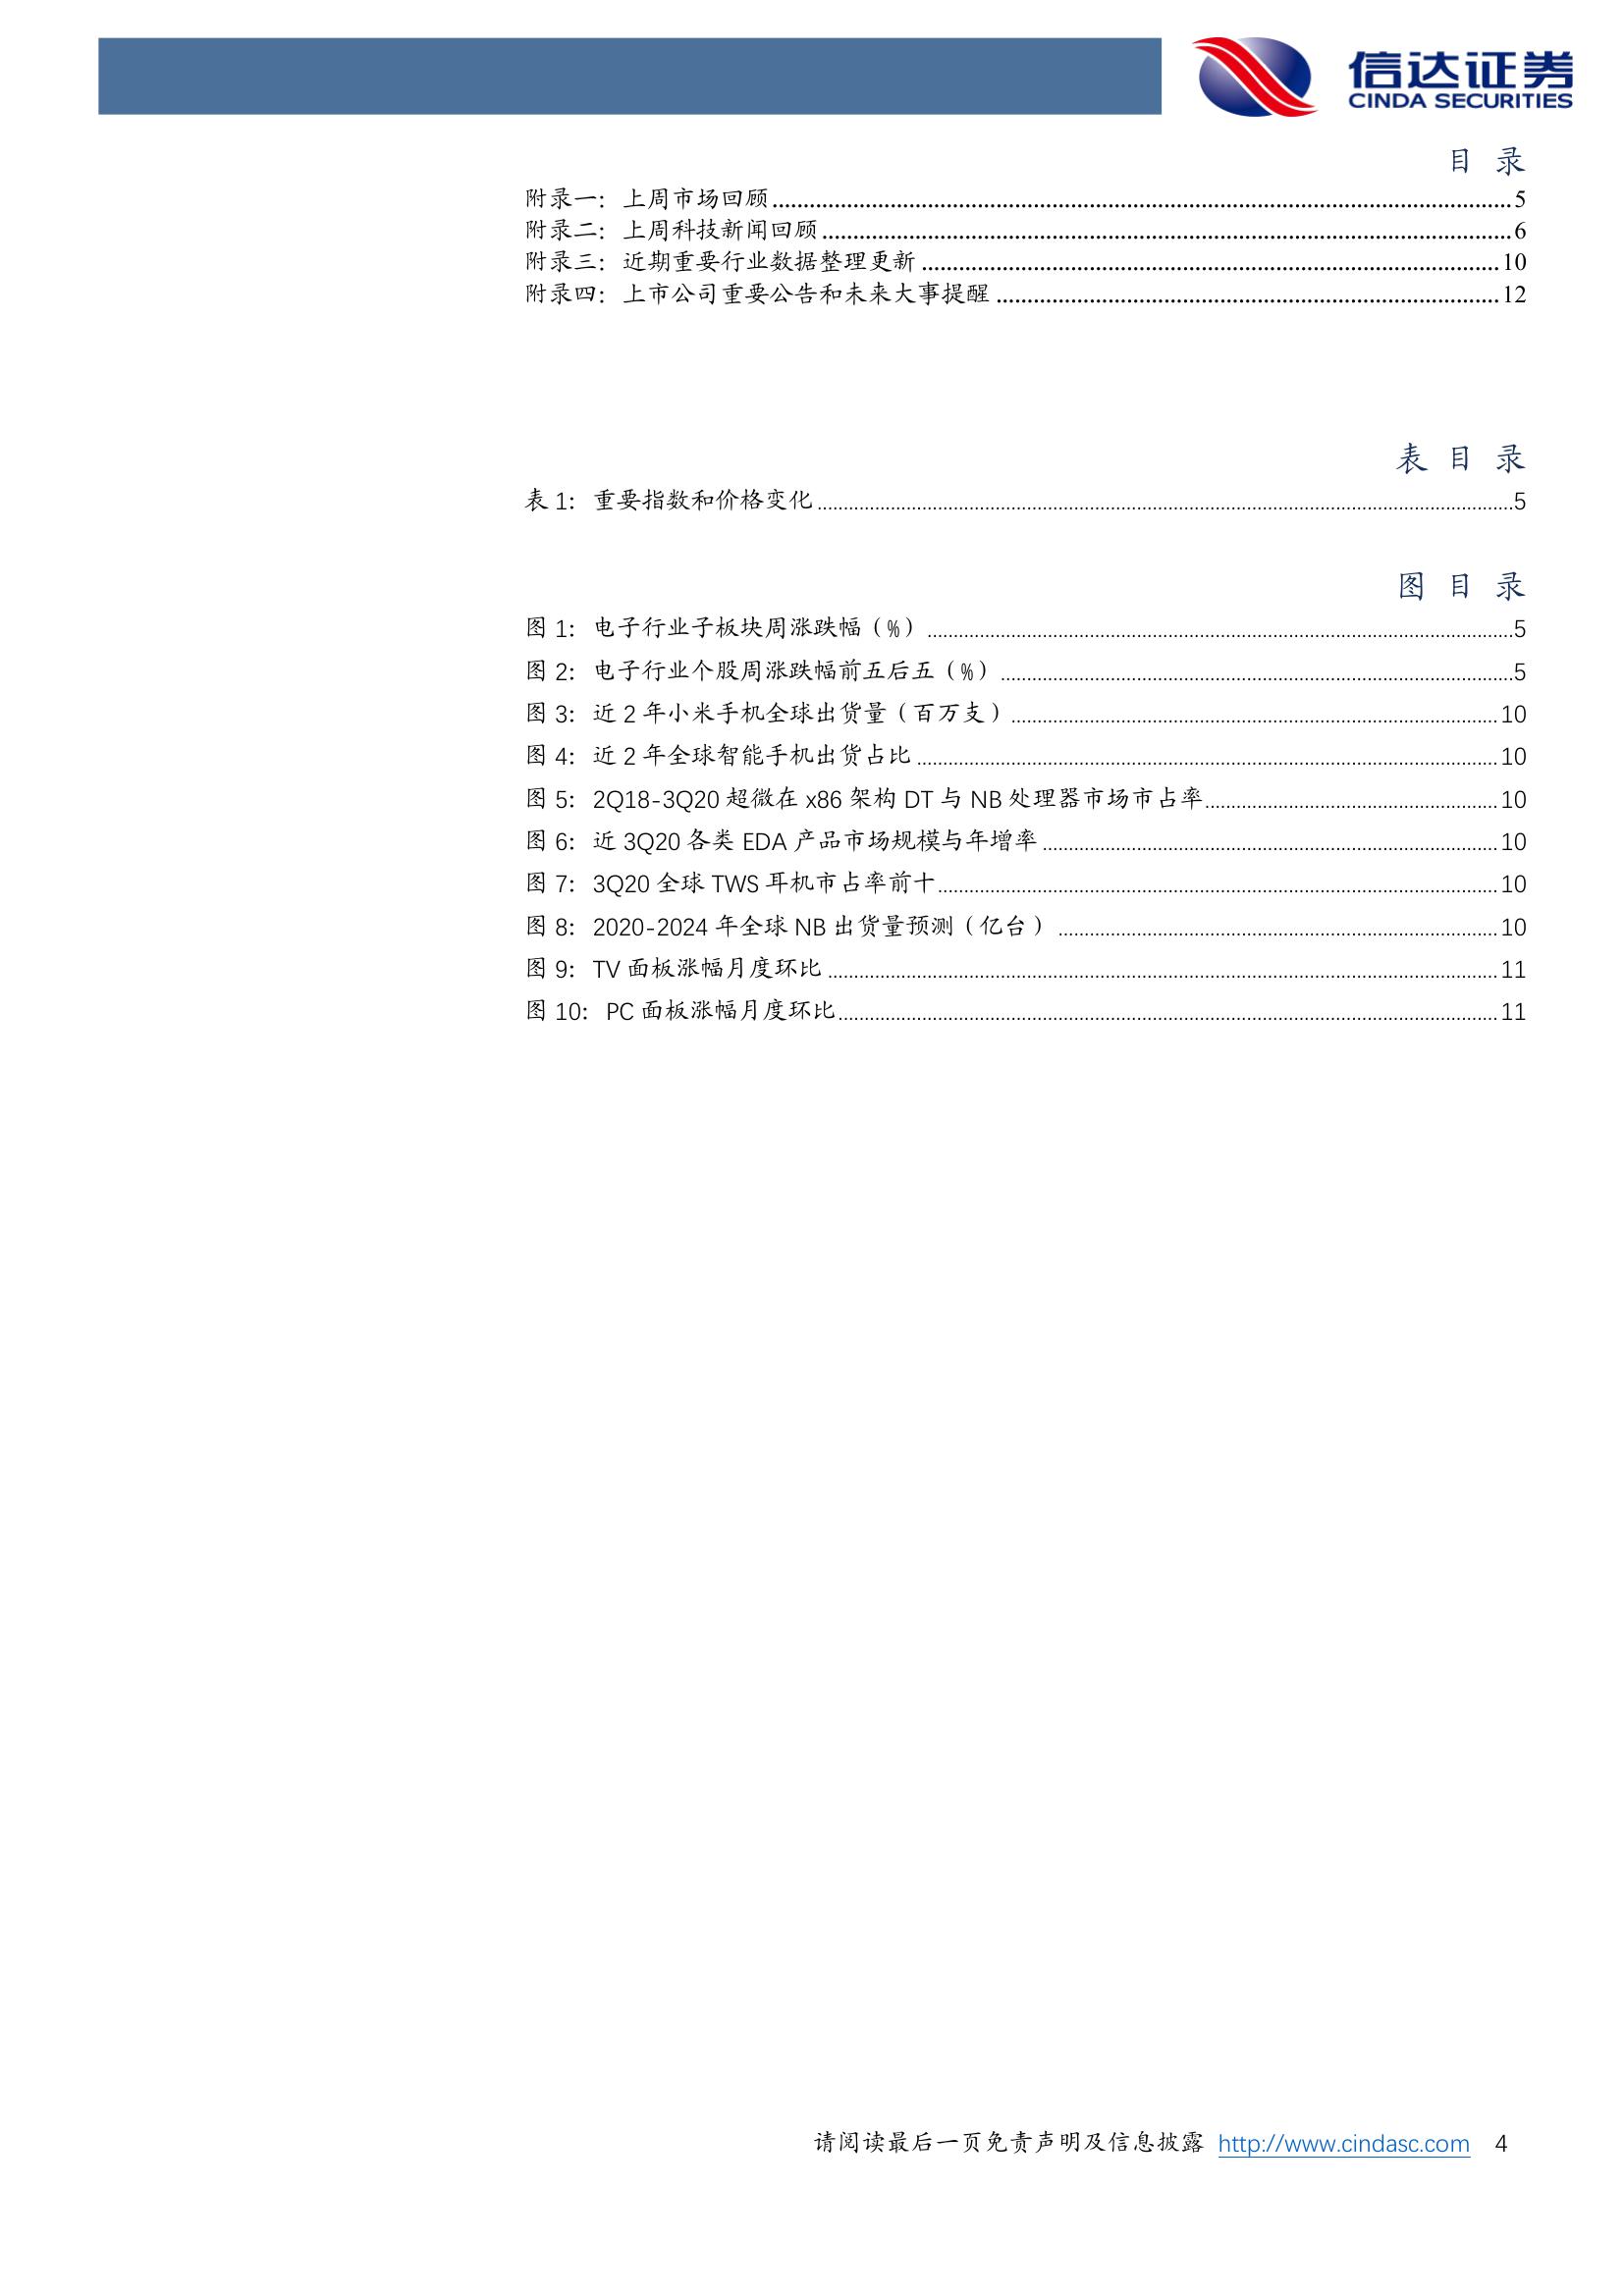 信达证券
CINDA SECURITIES
目 录
附录一：上周市场回顾........5
附录二：上周科技新闻回顾........6
附录三：近期重要行业数据整理更新........10
附录四：上市公司重要公告和未来大事提醒........12
表 目 录
表 1：重要指数和价格变化........5
图 目 录
图 1：电子行业子板块周涨跌幅（%）........5
图 2：电子行业个股周涨跌幅前五后五（%）........5
图 3：近 2 年小米手机全球出货量（百万支）........10
图 4：近 2 年全球智能手机出货占比........10
图 5：2Q18-3Q20 超微在 x86 架构 DT 与 NB 处理器市场市占率........10
图 6：近 3Q20 各类 EDA 产品市场规模与年增率........10
图 7：3Q20 全球 TWS 耳机市占率前十........10
图 8：2020-2024 年全球 NB 出货量预测（亿台）........10
图 9：TV 面板涨幅月度环比........11
图 10：PC 面板涨幅月度环比........11
请阅读最后一页免责声明及信息披露 http://www.cindasc.com 4